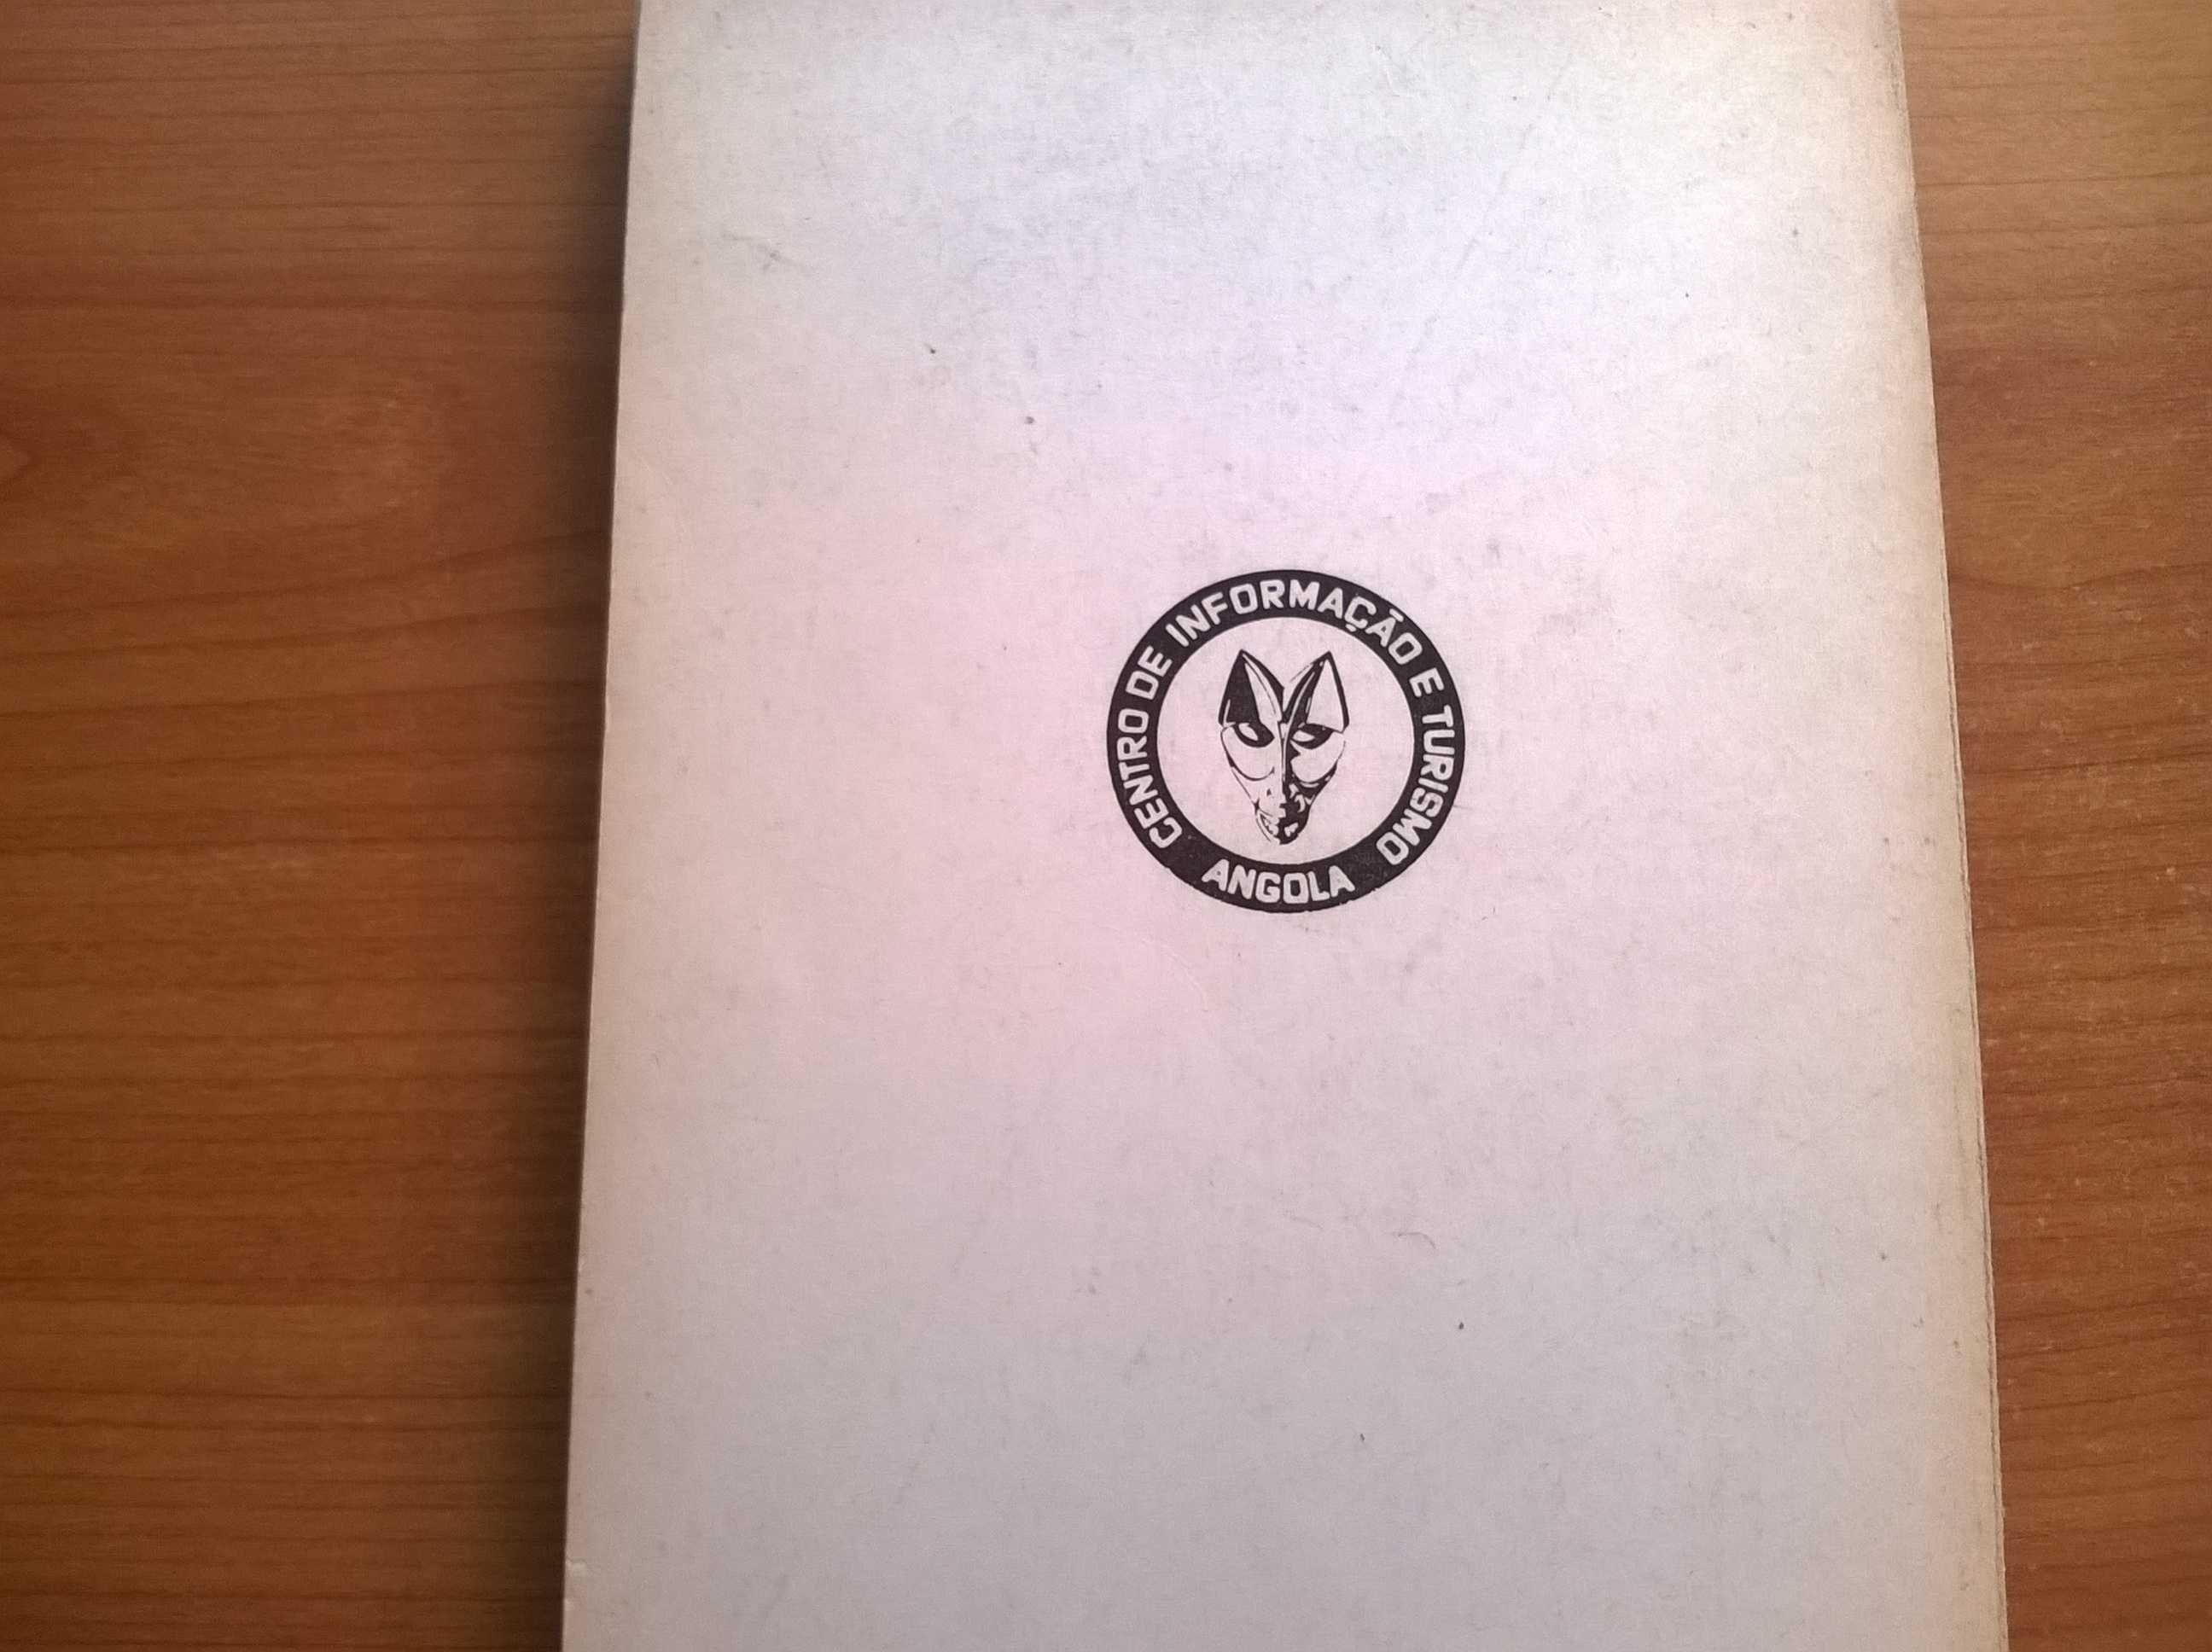 CENTRO DE INFORMAÇÃO E TURISMO
ANGOLA